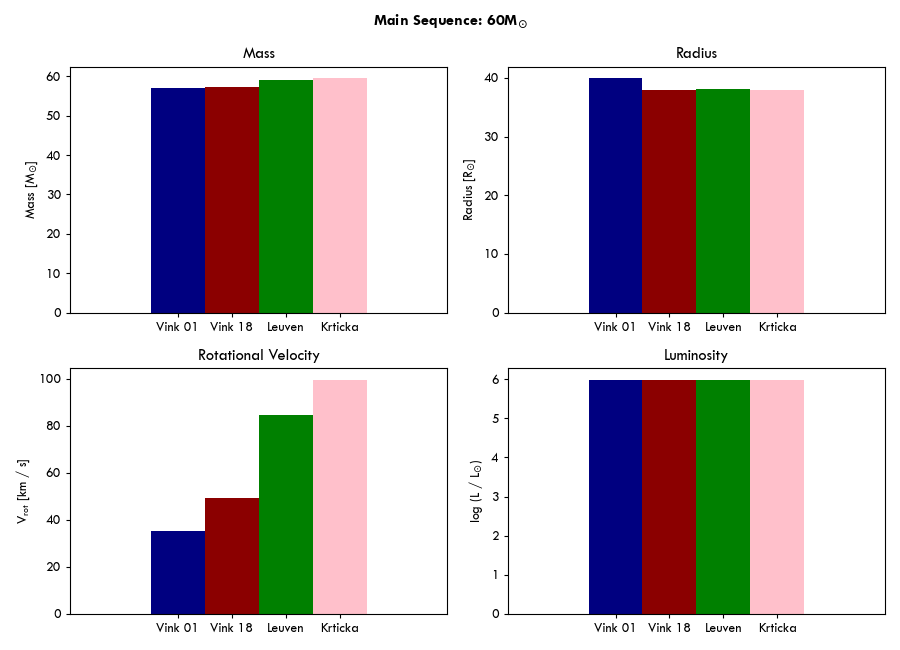 Main Sequence: 60M☉
Mass
Mass [M☉]
60
50
40
30
20
10
0
Vink 01 Vink 18 Leuven Krticka
Radius
Radius [R☉]
40
30
20
10
0
Vink 01 Vink 18 Leuven Krticka
Rotational Velocity
Vrot [km / s]
100
80
60
40
20
0
Vink 01 Vink 18 Leuven Krticka
Luminosity
log (L / L☉)
6
5
4
3
2
1
0
Vink 01 Vink 18 Leuven Krticka